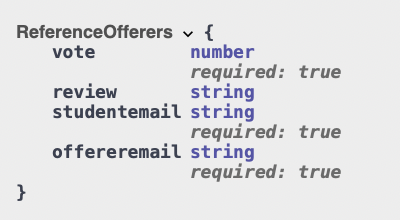 ReferenceOfferers {
vote number
required: true
review string
studentemail string
required: true
offereremail string
required: true
}